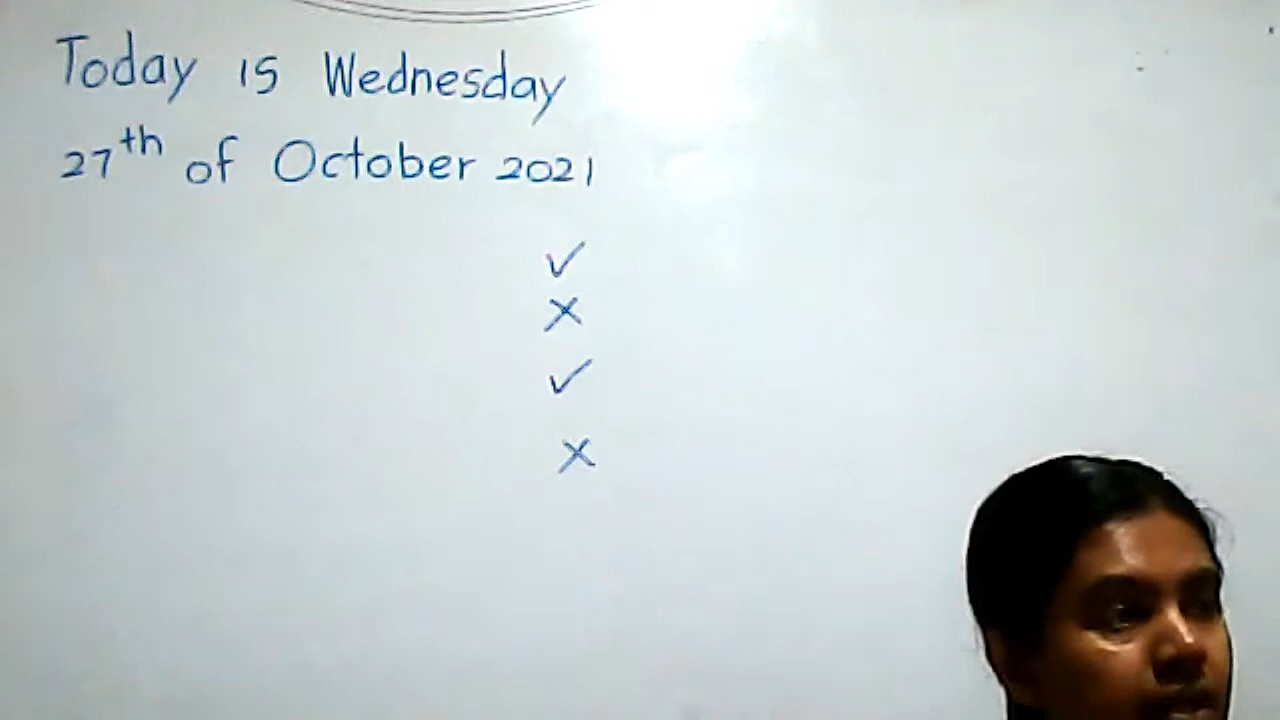 Today is Wednesday
27th of October 2021
✓
✗
✓
✗